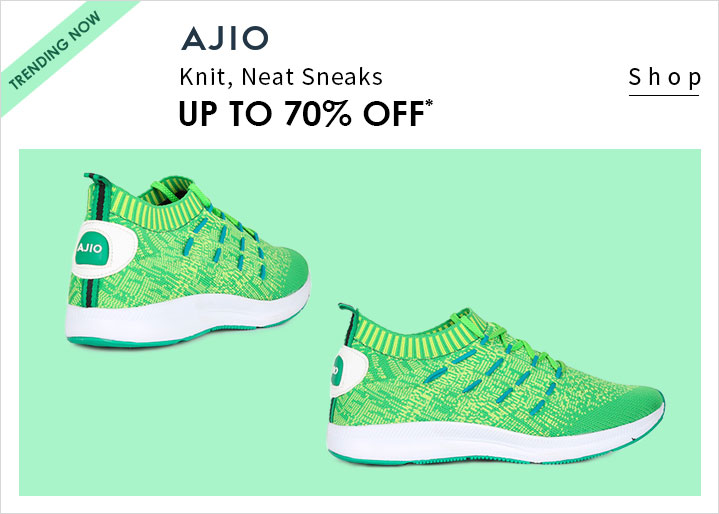 TRENDING NOW
AJIO
Knit, Neat Sneaks
Shop
UP TO 70% OFF*
AJIO